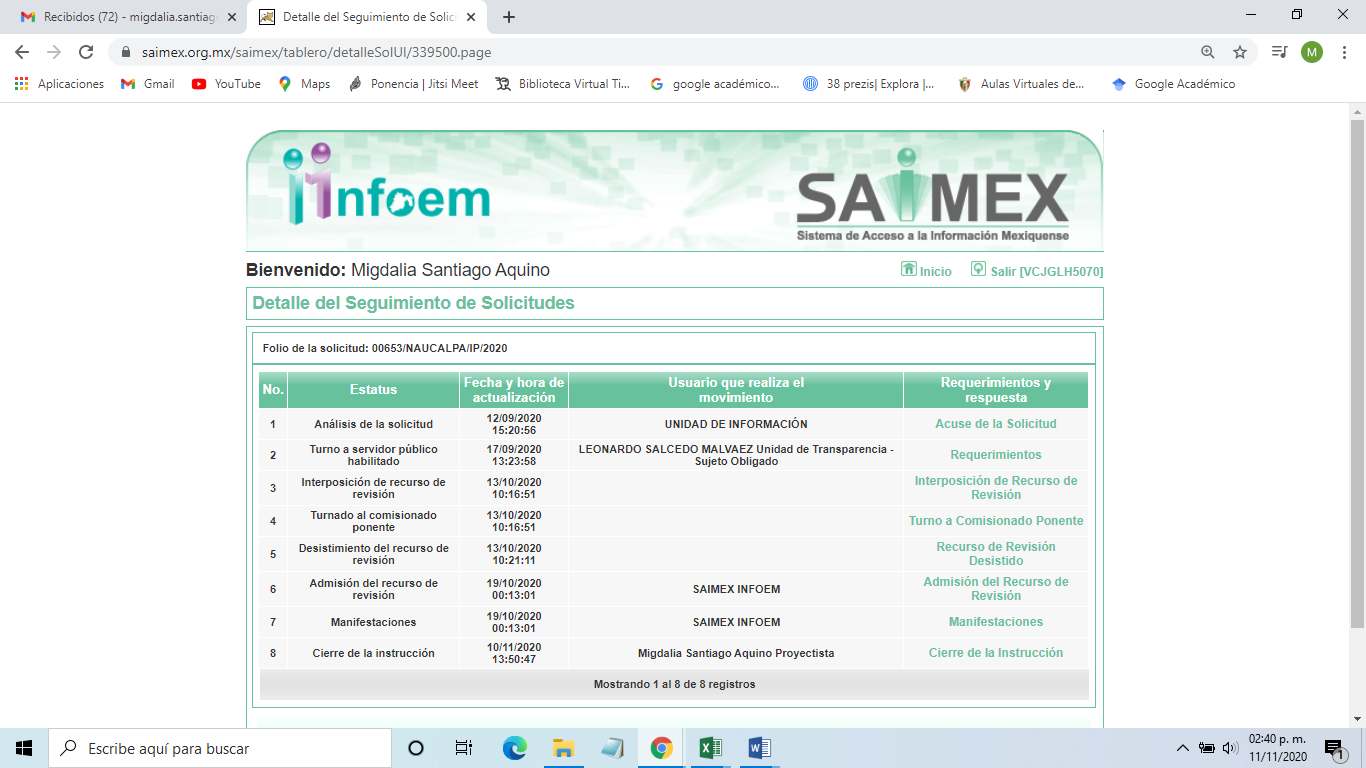 Recibidos (72) - migdalia.santiag
Detalle del Seguimiento de Solic
saimex.org.mx/saimex/tablero/detalleSolUI/339500.page
M
Aplicaciones
Gmail
YouTube
Maps
Ponencia | Jitsi Meet
Biblioteca Virtual Ti...
google académico...
38 prezis| Explora |...
Aulas Virtuales de...
Google Académico
infoem
SAIMEX
Sistema de Acceso a la Información Mexiquense
Bienvenido: Migdalia Santiago Aquino
Inicio
Salir [VCJGLH5070]
Detalle del Seguimiento de Solicitudes
Folio de la solicitud: 00653/NAUCALPA/IP/2020
No. Estatus Fecha y hora de actualización Usuario que realiza el movimiento Requerimientos y respuesta
1 Análisis de la solicitud 12/09/2020 15:20:56 UNIDAD DE INFORMACIÓN Acuse de la Solicitud
2 Turno a servidor público habilitado 17/09/2020 13:23:58 LEONARDO SALCEDO MALVAEZ Unidad de Transparencia - Sujeto Obligado Requerimientos
3 Interposición de recurso de revisión 13/10/2020 10:16:51 Interposición de Recurso de Revisión
4 Turnado al comisionado ponente 13/10/2020 10:16:51 Turno a Comisionado Ponente
5 Desistimiento del recurso de revisión 13/10/2020 10:21:11 Recurso de Revisión Desistido
6 Admisión del recurso de revisión 19/10/2020 00:13:01 SAIMEX INFOEM Admisión del Recurso de Revisión
7 Manifestaciones 19/10/2020 00:13:01 SAIMEX INFOEM Manifestaciones
8 Cierre de la instrucción 10/11/2020 13:50:47 Migdalia Santiago Aquino Proyectista Cierre de la Instrucción
Mostrando 1 al 8 de 8 registros
Escribe aquí para buscar
02:40 p. m.
11/11/2020
1